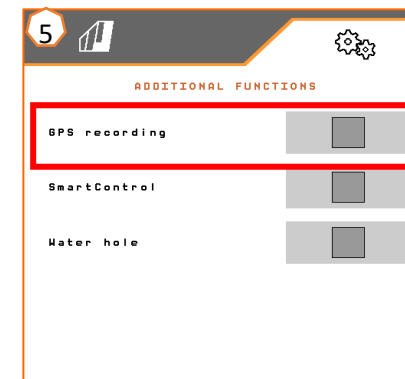 5
ADDITIONAL FUNCTIONS
GPS recording
SmartControl
Water hole